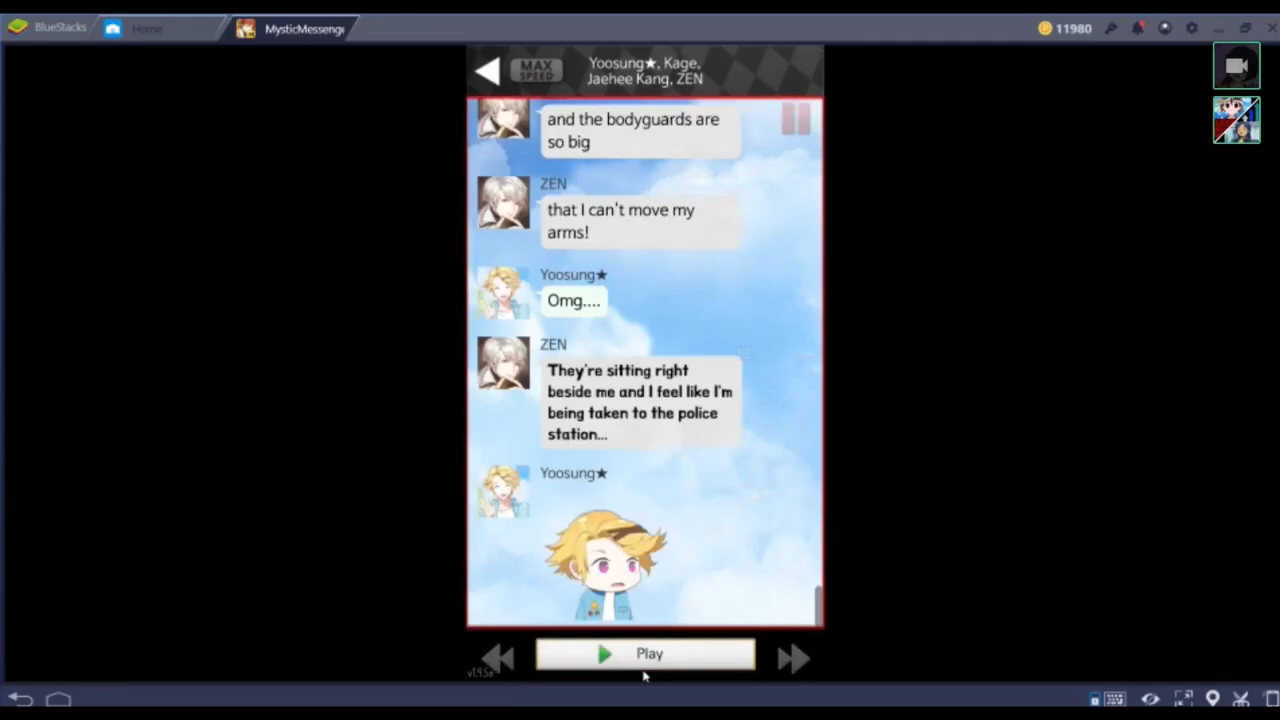 BlueStacks
Home
MysticMessenge
11980
MAX
SPEED
Yoosung★, Kage,
Jaehee Kang, ZEN
and the bodyguards are
so big
ZEN
that I can't move my
arms!
Yoosung★
Omg....
ZEN
They're sitting right
beside me and I feel like I'm
being taken to the police
station...
Yoosung★
Play